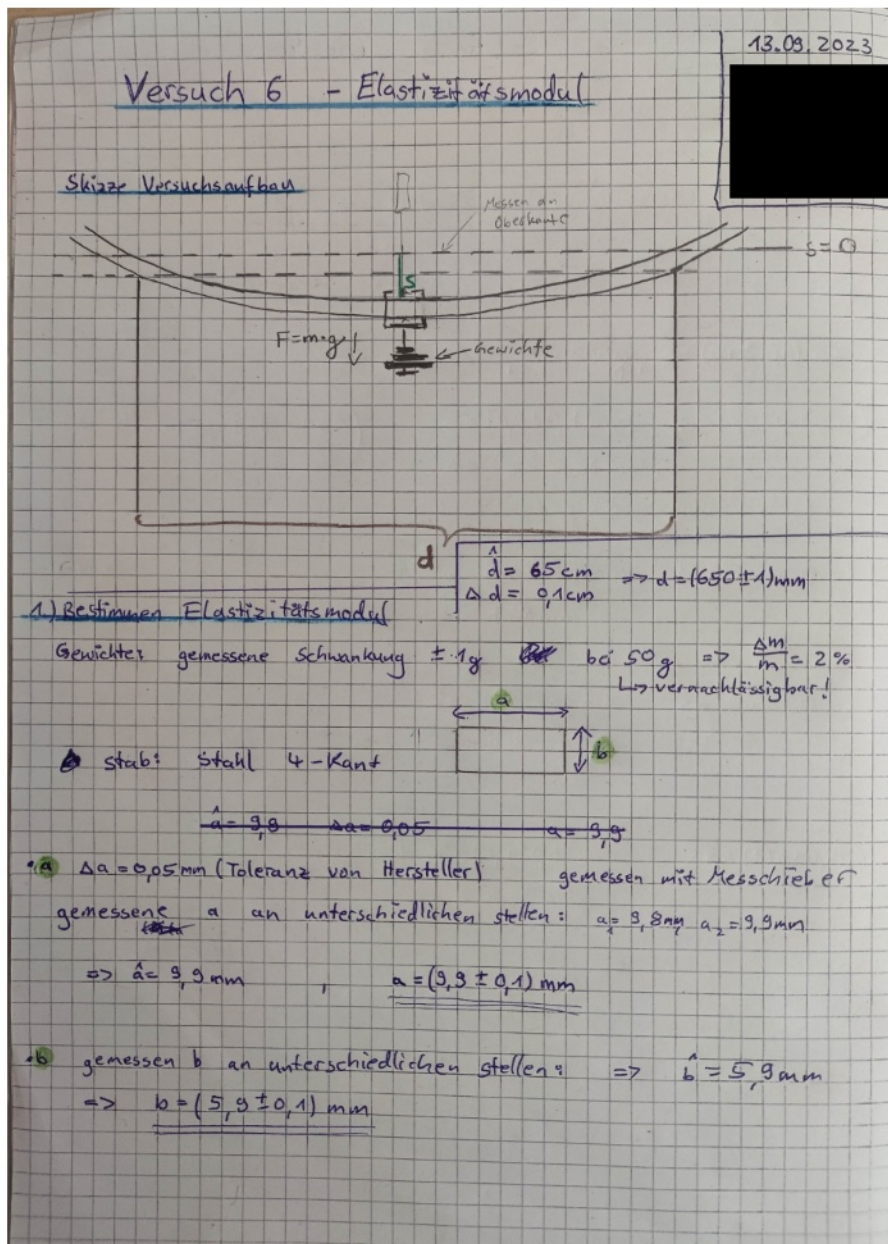 13.09.2023
Versuch 6 - Elastizitätsmodul
Skizze Versuchsaufbau
Messen an
Oberkante
s=0
s
F=m·g
Gewichte
d
d̂ = 65cm => d=(650±1)mm
Δd = 0,1cm
1.) Bestimmen Elastizitätsmodul
Gewichte: gemessene Schwankung ±1g bei 50g => Δm/m = 2%
↳ vernachlässigbar!
a
stab: Stahl 4-Kant
b
â = 9,9 Δa = 0,05 a = 9,9
·a Δa = 0,05mm (Toleranz von Hersteller) gemessen mit Messchieber
gemessene a an unterschiedlichen stellen: a₁= 9,8mm, a₂=9,9mm
=> â= 9,9mm , a=(9,9 ± 0,1) mm
·b gemessen b an unterschiedlichen stellen: => b̂ = 5,9mm
=> b=(5,9 ±0,1) mm